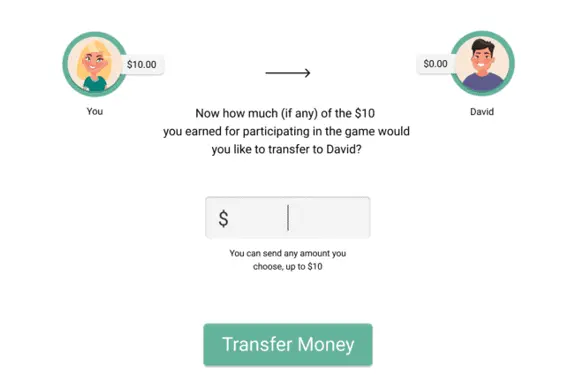 $10.00
$0.00
You
David
Now how much (if any) of the $10
you earned for participating in the game would
you like to transfer to David?
$
You can send any amount you
choose, up to $10
Transfer Money